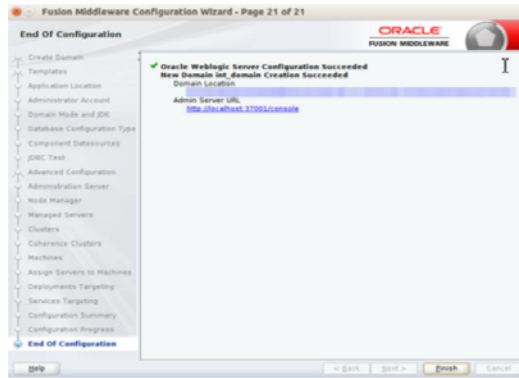 Fusion Middleware Configuration Wizard - Page 21 of 21
End Of Configuration
ORACLE
FUSION MIDDLEWARE
Create Domain
Templates
Application Location
Administrator Account
Domain Mode and JDK
Database Configuration Type
Component Datasources
JDBC Test
Advanced Configuration
Administration Server
Node Manager
Managed Servers
Clusters
Coherence Clusters
Machines
Assign Servers to Machines
Deployments Targeting
Services Targeting
Configuration Summary
Configuration Progress
End Of Configuration
Oracle Weblogic Server Configuration Succeeded
New Domain int_domain Creation Succeeded
Domain Location
Admin Server URL
http://localhost:37001/console
Help
< Back
Next >
Finish
Cancel